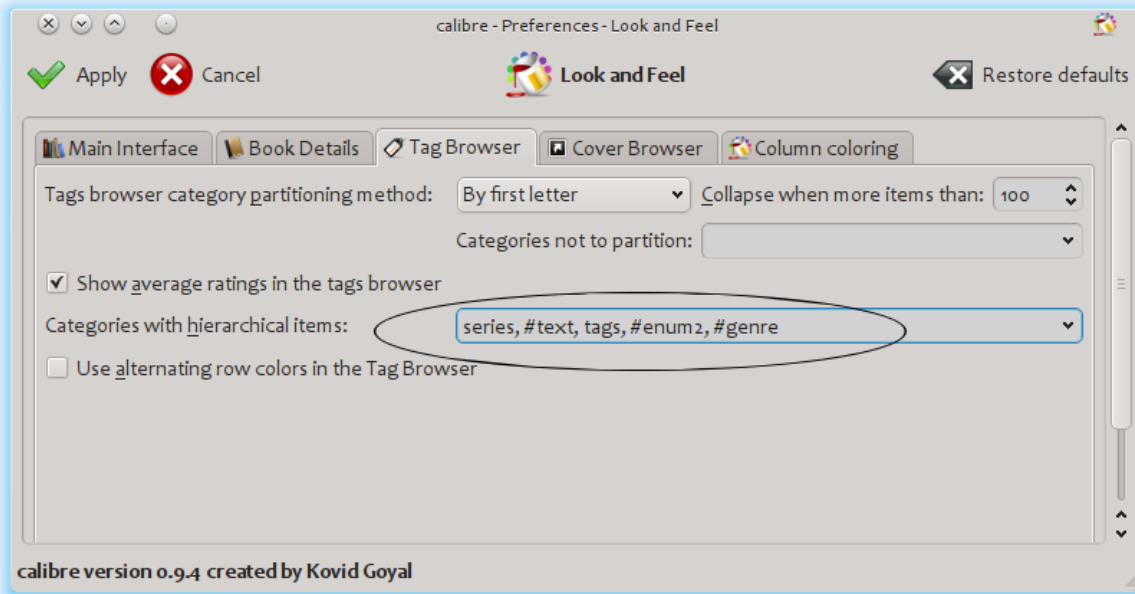 calibre - Preferences - Look and Feel
Apply Cancel Look and Feel Restore defaults
Main Interface Book Details Tag Browser Cover Browser Column coloring
Tags browser category partitioning method: By first letter Collapse when more items than: 100
Categories not to partition:
Show average ratings in the tags browser
Categories with hierarchical items: series, #text, tags, #enum2, #genre
Use alternating row colors in the Tag Browser
calibre version 0.9.4 created by Kovid Goyal